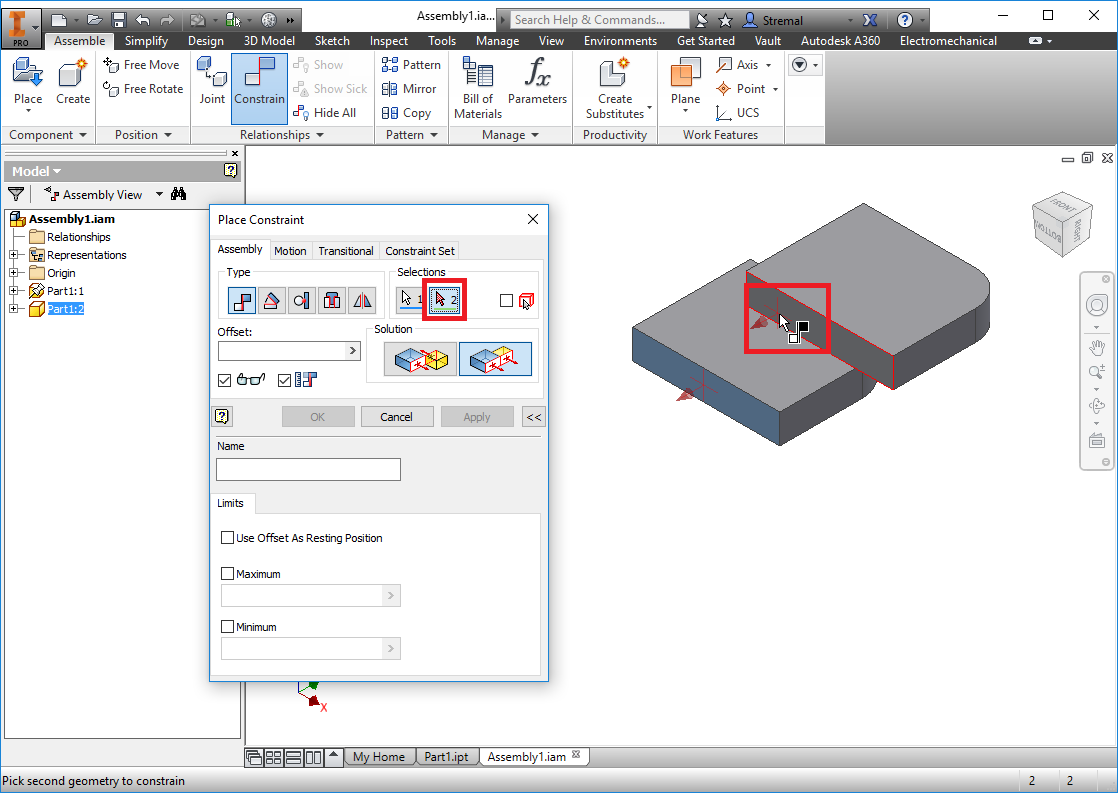 PRO
Assembly1.ia...
Search Help & Commands...
Stremal
Assemble Simplify Design 3D Model Sketch Inspect Tools Manage View Environments Get Started Vault Autodesk A360 Electromechanical
Place
Create
Free Move
Free Rotate
Joint
Constrain
Show
Show Sick
Hide All
Pattern
Mirror
Copy
Bill of
Materials
fx
Parameters
Create
Substitutes
Plane
Axis
Point
UCS
Component Position Relationships Pattern Manage Productivity Work Features
Model
Assembly View
Assembly1.iam
Relationships
Representations
Origin
Part1:1
Part1:2
Place Constraint
Assembly Motion Transitional Constraint Set
Type
Selections
1 2
Offset:
Solution
OK Cancel Apply <<
Name
Limits
Use Offset As Resting Position
Maximum
Minimum
FRONT
BOTTOM
RIGHT
X
My Home Part1.ipt Assembly1.iam
Pick second geometry to constrain
2 2